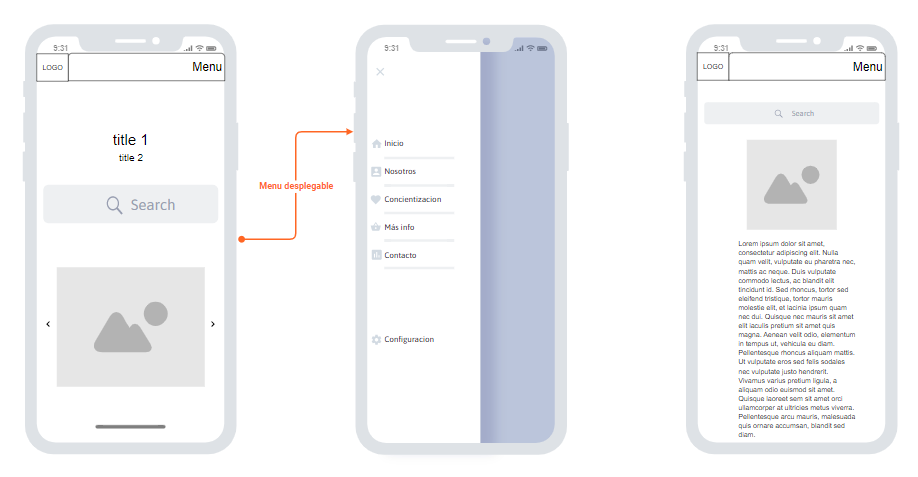 9:31
LOGO
Menu
title 1
title 2
Search
Menu desplegable
9:31
Inicio
Nosotros
Concientizacion
Más info
Contacto
Configuracion
9:31
LOGO
Menu
Search
Lorem ipsum dolor sit amet,
consectetur adipiscing elit. Nulla
quam velit, vulputate eu pharetra nec,
mattis ac neque. Duis vulputate
commodo lectus, ac blandit elit
tincidunt id. Sed rhoncus, tortor sed
eleifend tristique, tortor mauris
molestie elit, et lacinia ipsum quam
nec dui. Quisque nec mauris sit amet
elit iaculis pretium sit amet quis
magna. Aenean velit odio, elementum
in tempus ut, vehicula eu diam.
Pellentesque rhoncus aliquam mattis.
Ut vulputate eros sed felis sodales
nec vulputate justo hendrerit.
Vivamus varius pretium ligula, a
aliquam odio euismod sit amet.
Quisque laoreet sem sit amet orci
ullamcorper at ultricies metus viverra.
Pellentesque arcu mauris, malesuada
quis ornare accumsan, blandit sed
diam.